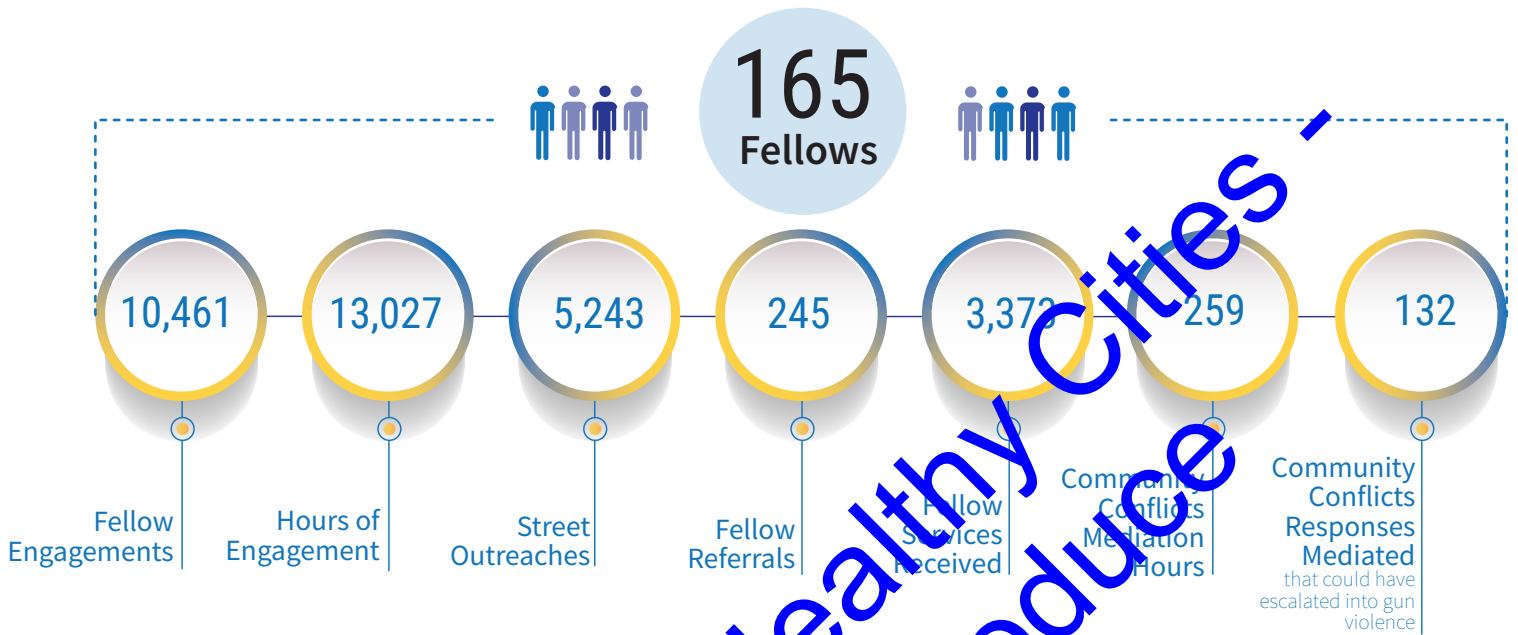 165
Fellows
10,461
13,027
5,243
245
3,373
259
132
Fellow
Engagements
Hours of
Engagement
Street
Outreaches
Fellow
Referrals
Fellow
Services
Received
Community
Conflicts
Mediation
Hours
Community
Conflicts
Responses
Mediated
that could have
escalated into gun
violence
Cities -